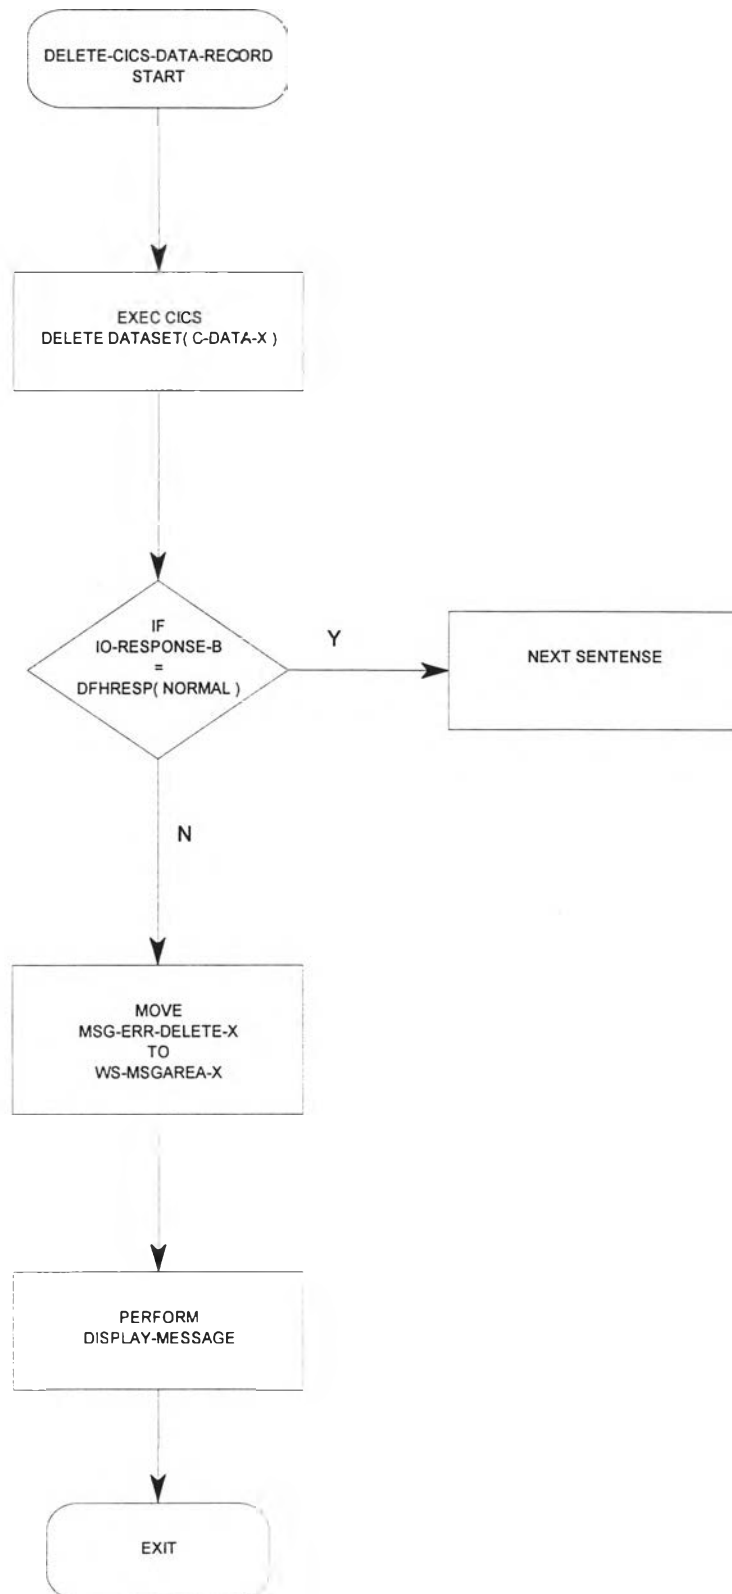 DELETE-CICS-DATA-RECORD
START
EXEC CICS
DELETE DATASET( C-DATA-X )
IF
IO-RESPONSE-B
=
DFHRESP( NORMAL )
Y
NEXT SENTENSE
N
MOVE
MSG-ERR-DELETE-X
TO
WS-MSGAREA-X
PERFORM
DISPLAY-MESSAGE
EXIT